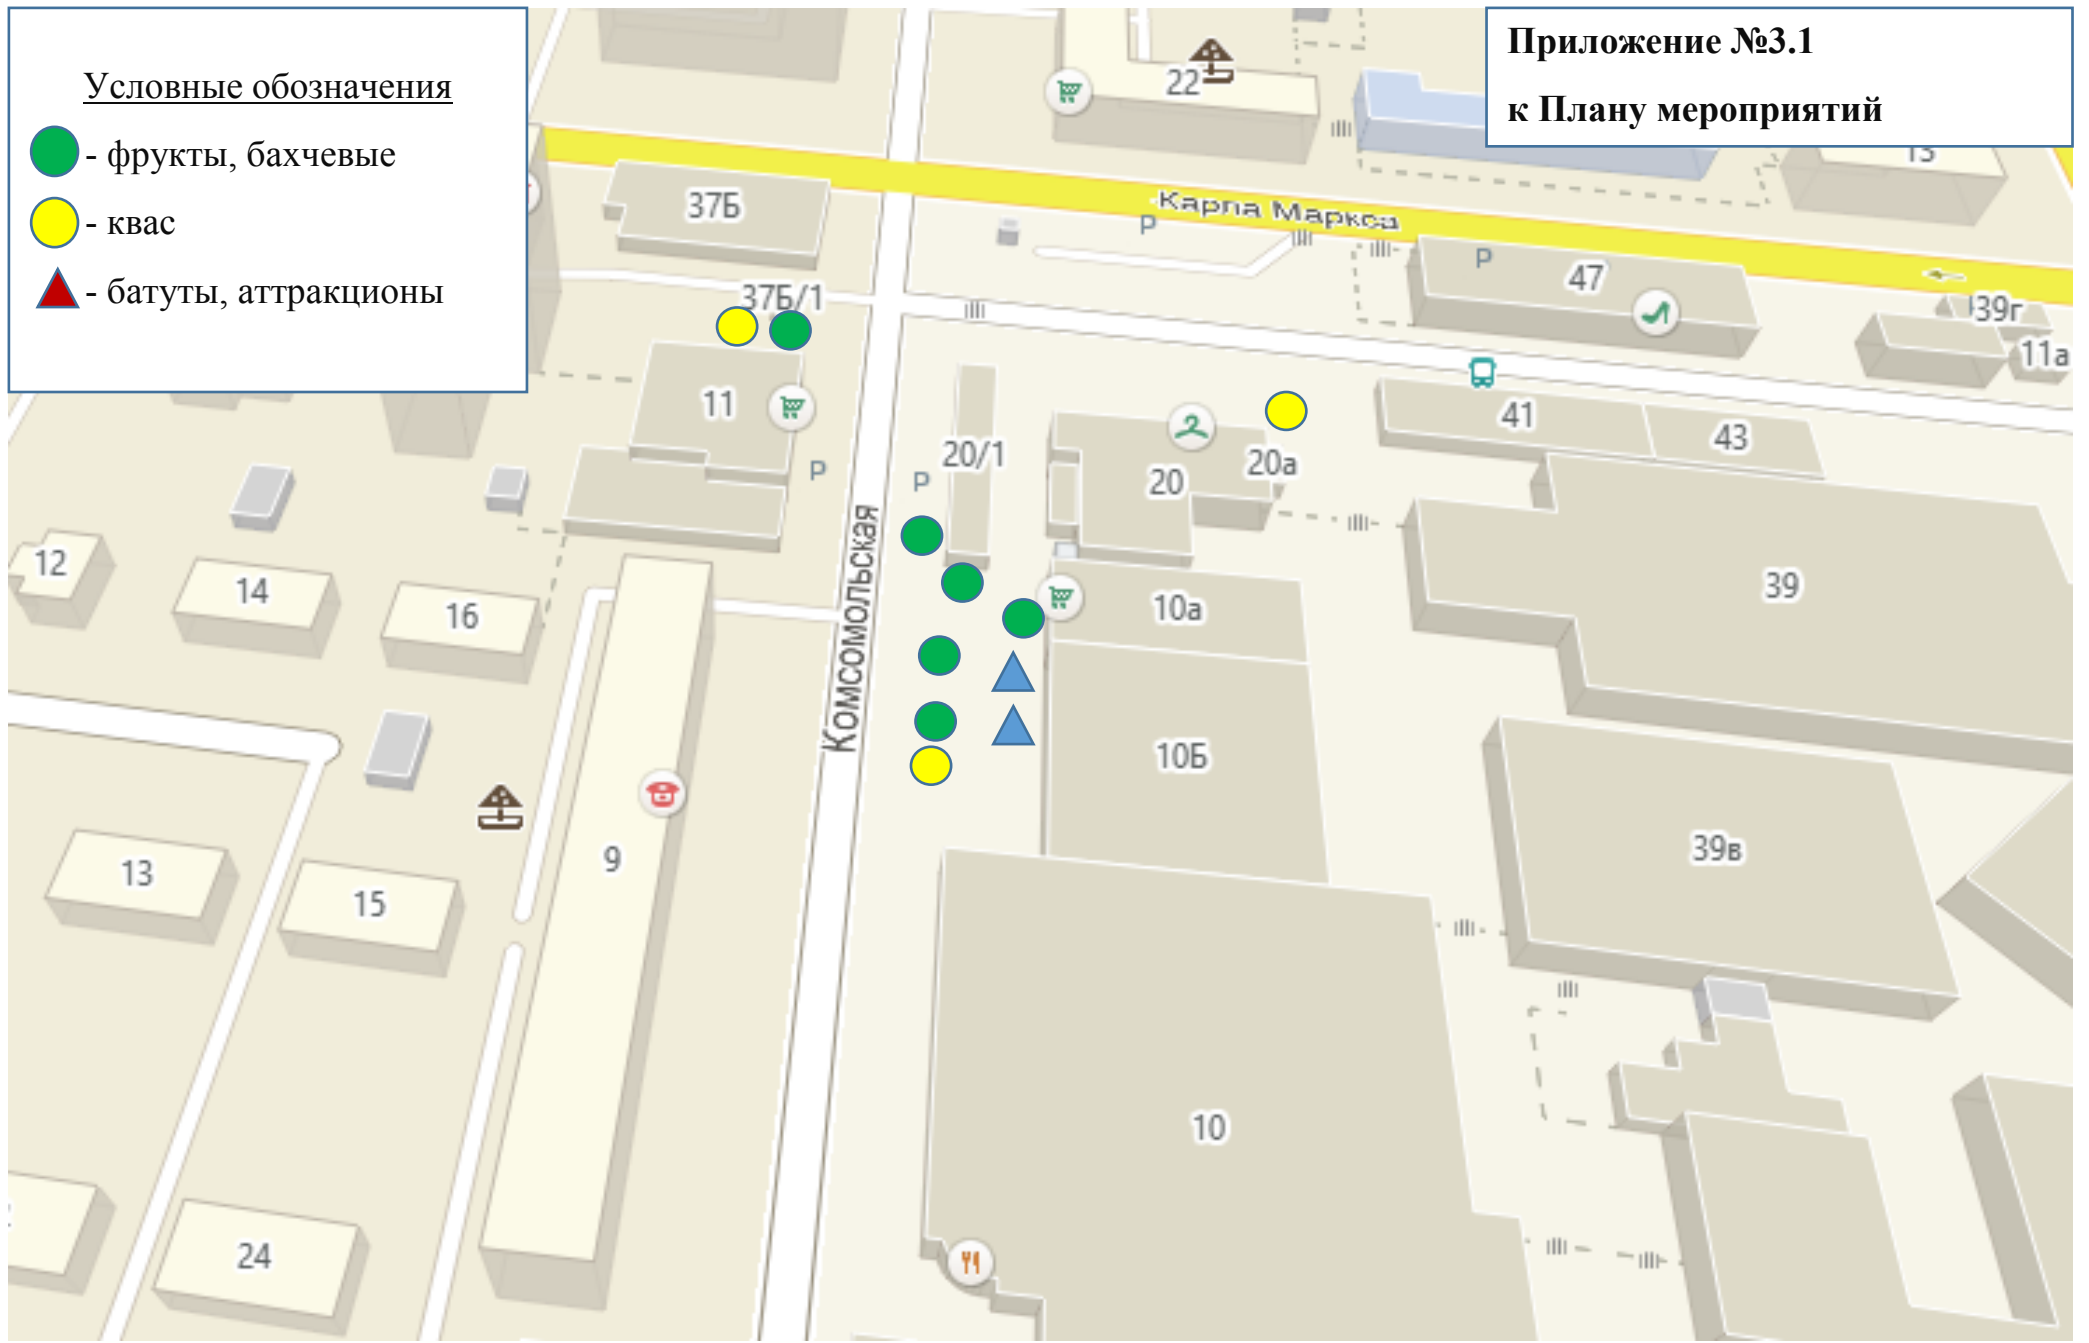 Условные обозначения
- фрукты, бахчевые
- квас
- батуты, аттракционы
Приложение №3.1
к Плану мероприятий
22
13
37Б
Карла Маркса
P
P
47
37Б/1
39г
11а
11
41
43
20/1
20
20а
P
P
Комсомольская
12
14
16
10а
39
10Б
9
39в
13
15
10
24